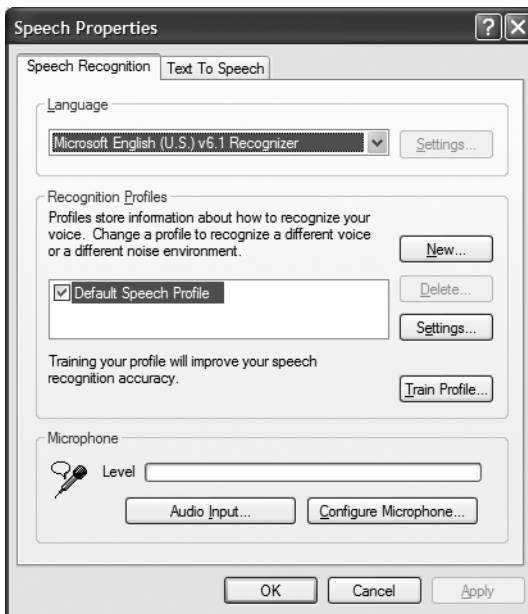 Speech Properties
Speech Recognition Text To Speech
Language
Microsoft English (U.S.) v6.1 Recognizer Settings...
Recognition Profiles
Profiles store information about how to recognize your
voice. Change a profile to recognize a different voice
or a different noise environment.
New...
Default Speech Profile
Delete...
Settings...
Training your profile will improve your speech
recognition accuracy.
Train Profile...
Microphone
Level
Audio Input... Configure Microphone...
OK Cancel Apply